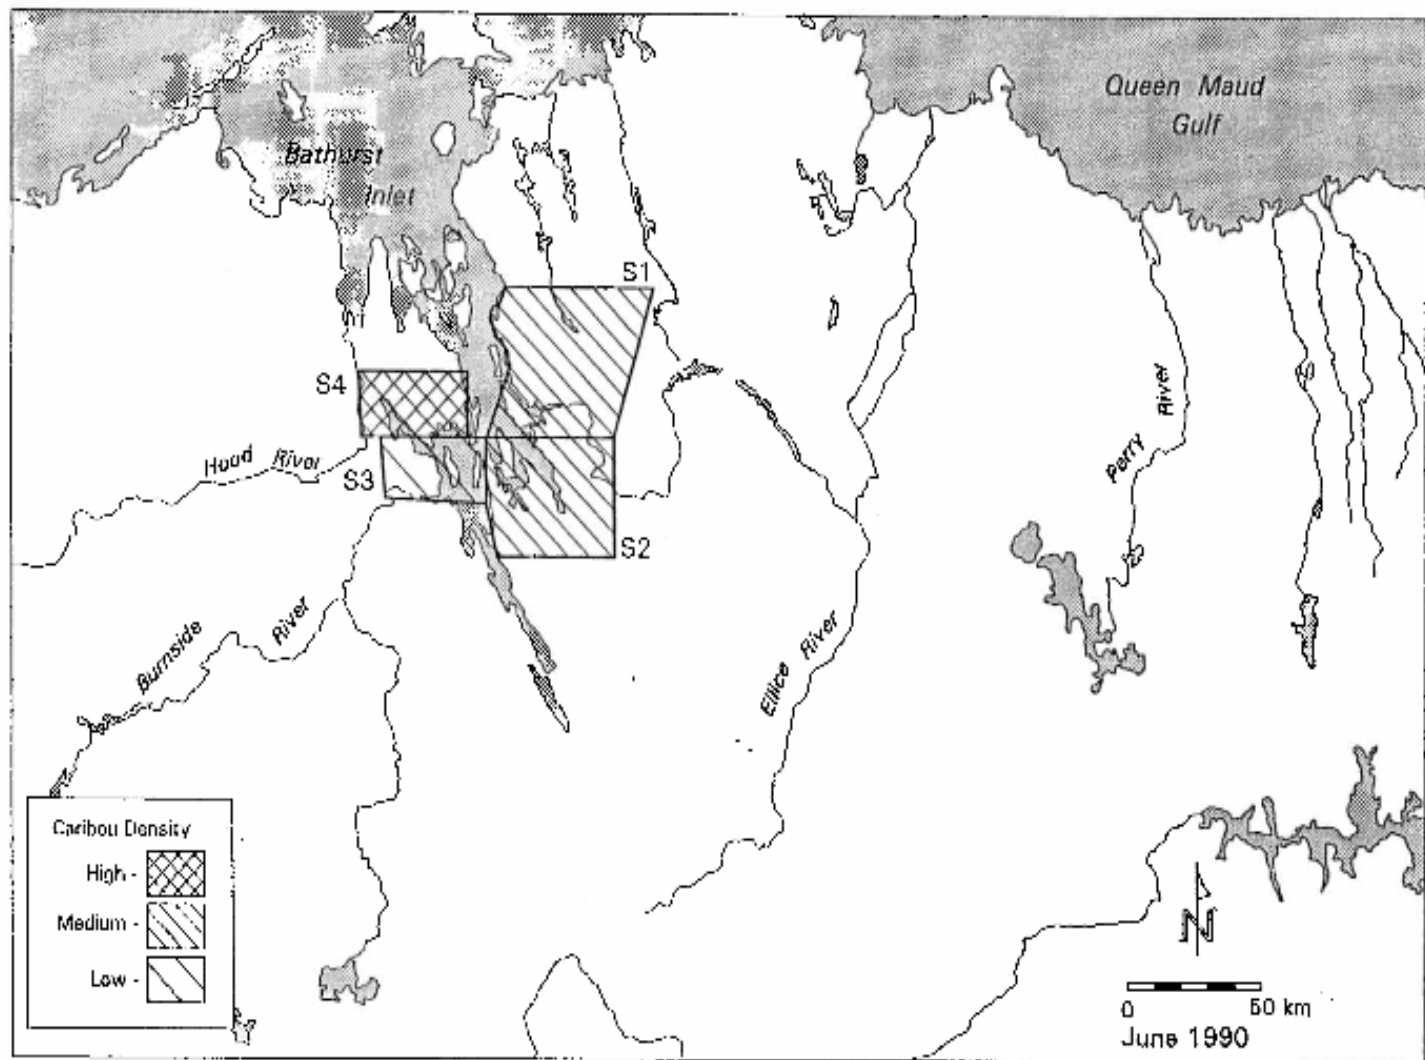 Queen Maud
Gulf
Bathurst
Inlet
S1
S4
River
Hood River
S3
Perry
S2
Burnside
River
Ellice
River
Caribou Density
High -
Medium -
Low -
N
0 50 km
June 1990